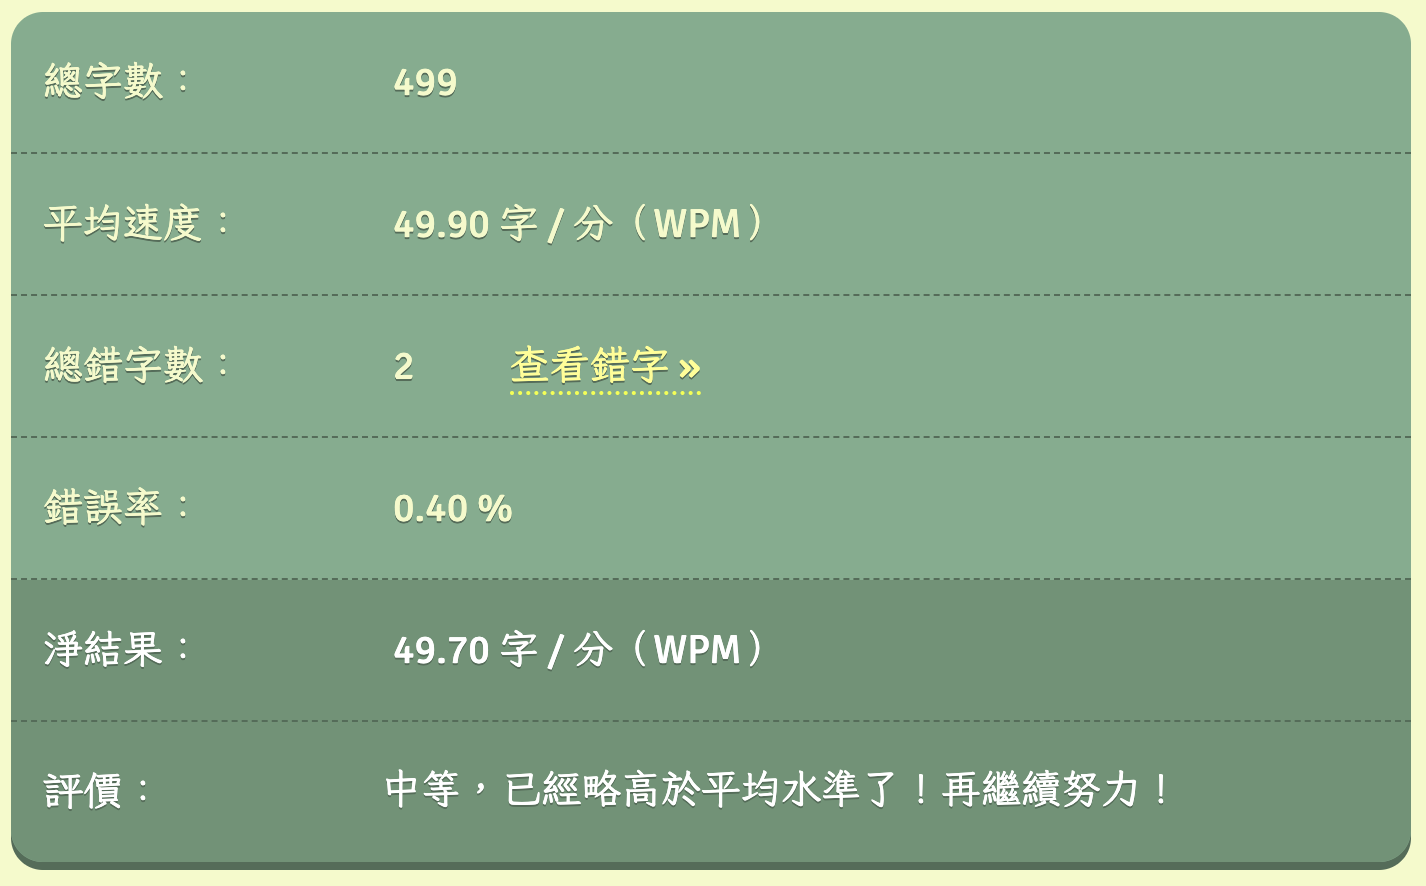 總字數： 499
平均速度： 49.90 字 / 分（WPM）
總錯字數： 2 查看錯字 »
錯誤率： 0.40 %
淨結果： 49.70 字 / 分（WPM）
評價： 中等，已經略高於平均水準了！再繼續努力！